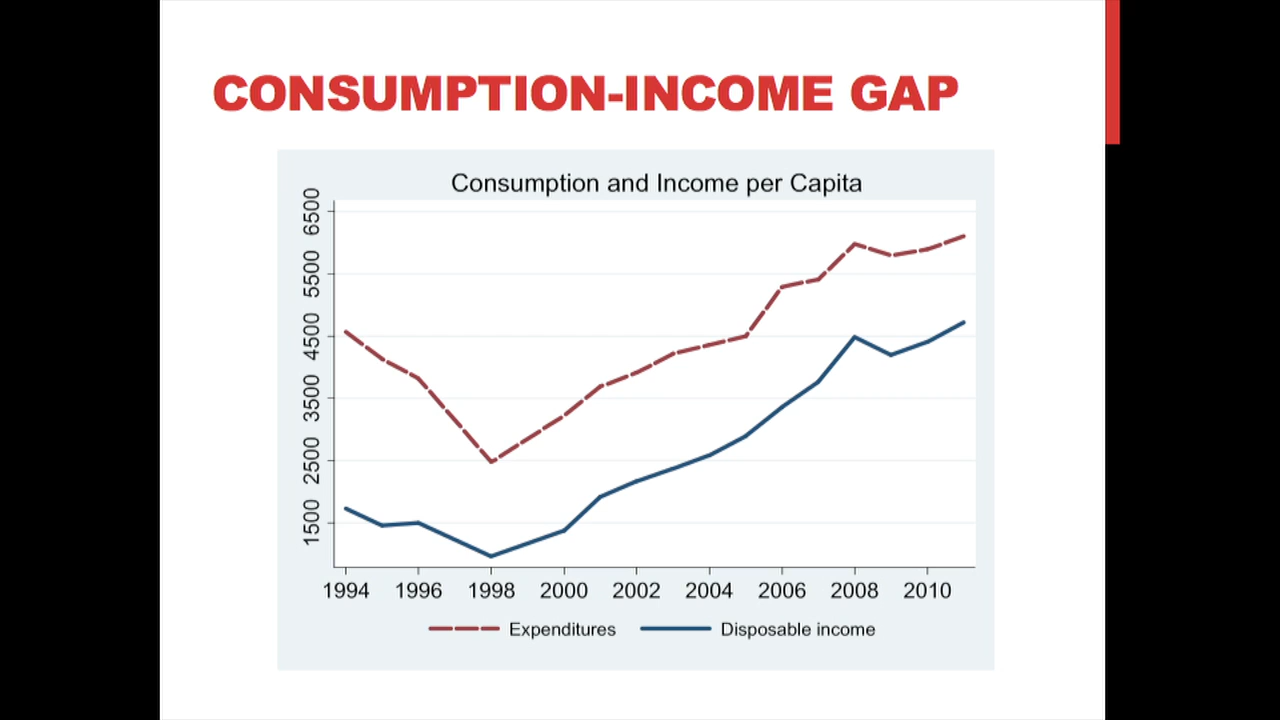 CONSUMPTION-INCOME GAP
Consumption and Income per Capita
6500
5500
4500
3500
2500
1500
1994 1996 1998 2000 2002 2004 2006 2008 2010
Expenditures Disposable income